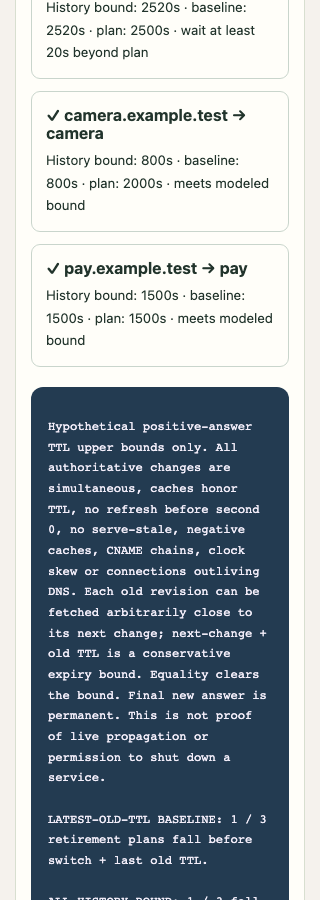 History bound: 2520s · baseline:
2520s · plan: 2500s · wait at least
20s beyond plan
✓ camera.example.test →
camera
History bound: 800s · baseline:
800s · plan: 2000s · meets modeled
bound
✓ pay.example.test → pay
History bound: 1500s · baseline:
1500s · plan: 1500s · meets modeled
bound
Hypothetical positive-answer
TTL upper bounds only. All
authoritative changes are
simultaneous, caches honor
TTL, no refresh before second
0, no serve-stale, negative
caches, CNAME chains, clock
skew or connections outliving
DNS. Each old revision can be
fetched arbitrarily close to
its next change; next-change +
old TTL is a conservative
expiry bound. Equality clears
the bound. Final new answer is
permanent. This is not proof
of live propagation or
permission to shut down a
service.
LATEST-OLD-TTL BASELINE: 1 / 3
retirement plans fall before
switch + last old TTL.